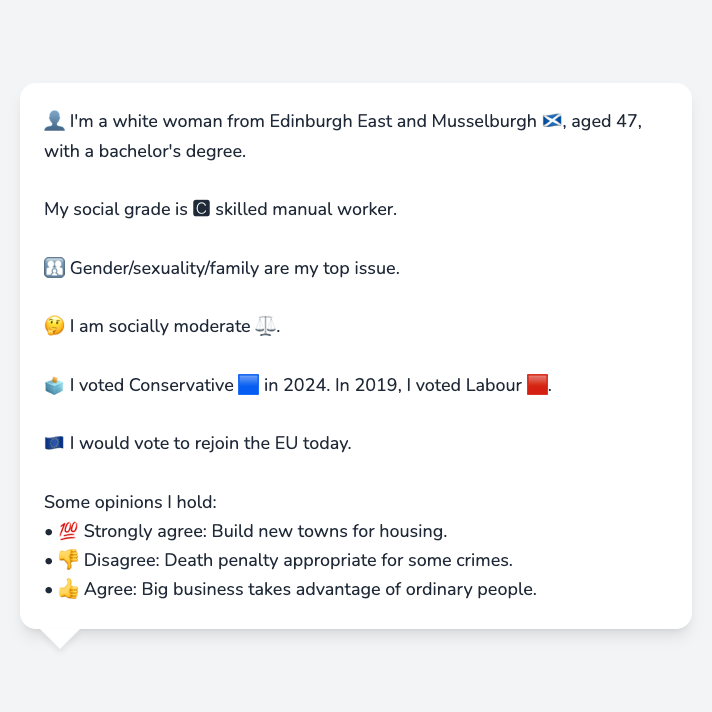 👤 I'm a white woman from Edinburgh East and Musselburgh 🏴󠁧󠁢󠁳󠁣󠁴󠁿, aged 47,
with a bachelor's degree.
My social grade is 🅲 skilled manual worker.
🚻 Gender/sexuality/family are my top issue.
🤔 I am socially moderate ⚖️.
🗳️ I voted Conservative 🟦 in 2024. In 2019, I voted Labour 🟥.
🇪🇺 I would vote to rejoin the EU today.
Some opinions I hold:
• 💯 Strongly agree: Build new towns for housing.
• 👎 Disagree: Death penalty appropriate for some crimes.
• 👍 Agree: Big business takes advantage of ordinary people.